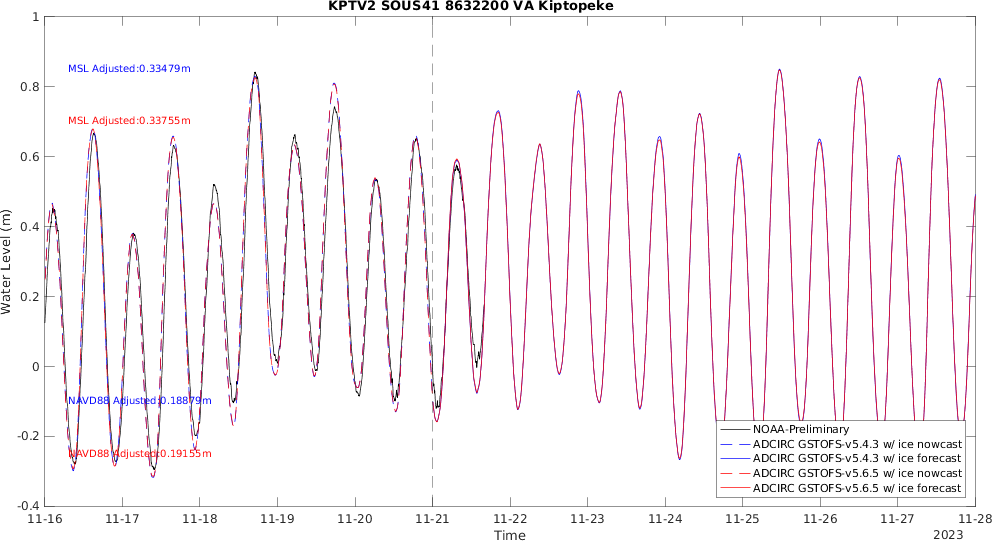 KPTV2 SOUS41 8632200 VA Kiptopeke
Water Level (m)
1
0.8
0.6
0.4
0.2
0
-0.2
-0.4
MSL Adjusted:0.33479m
MSL Adjusted:0.33755m
NAVD88 Adjusted:0.18879m
NAVD88 Adjusted:0.19155m
NOAA-Preliminary
ADCIRC GSTOFS-v5.4.3 w/ ice nowcast
ADCIRC GSTOFS-v5.4.3 w/ ice forecast
ADCIRC GSTOFS-v5.6.5 w/ ice nowcast
ADCIRC GSTOFS-v5.6.5 w/ ice forecast
11-16 11-17 11-18 11-19 11-20 11-21 11-22 11-23 11-24 11-25 11-26 11-27 11-28
Time
2023